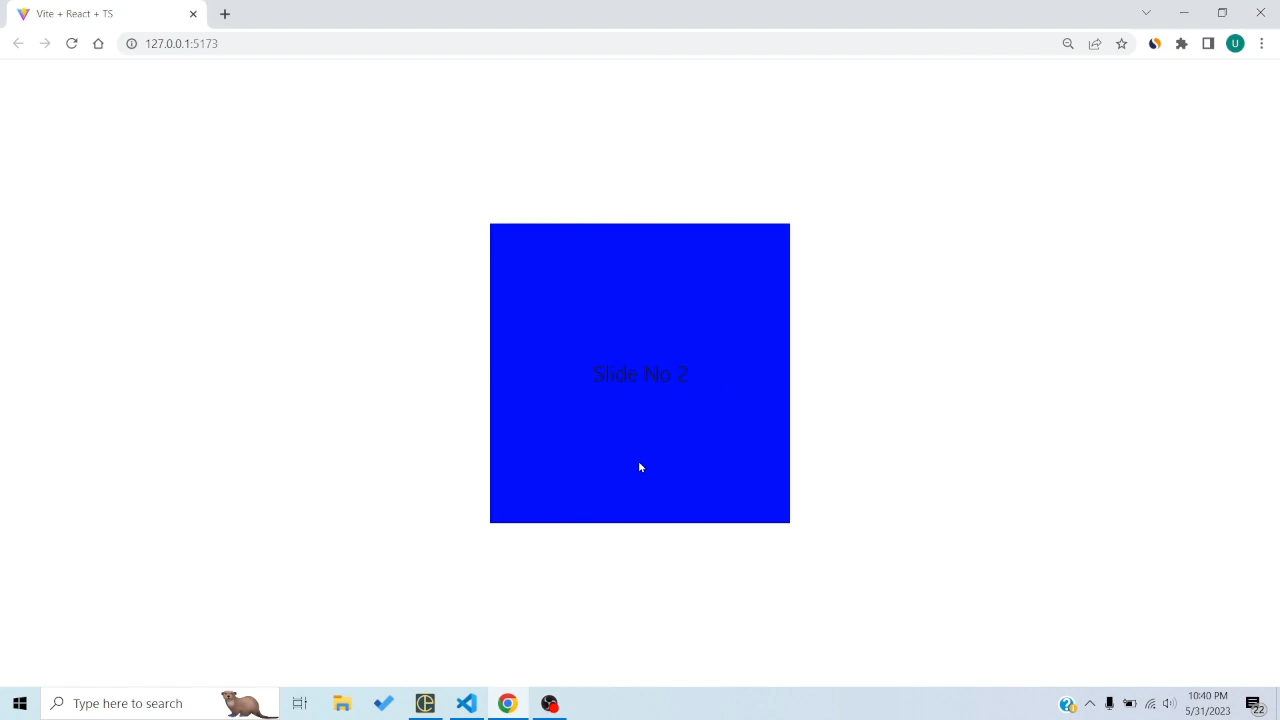 Vite + React + TS
127.0.0.1:5173
U
Slide No 2
Type here to search
10:40 PM
5/31/2023
22